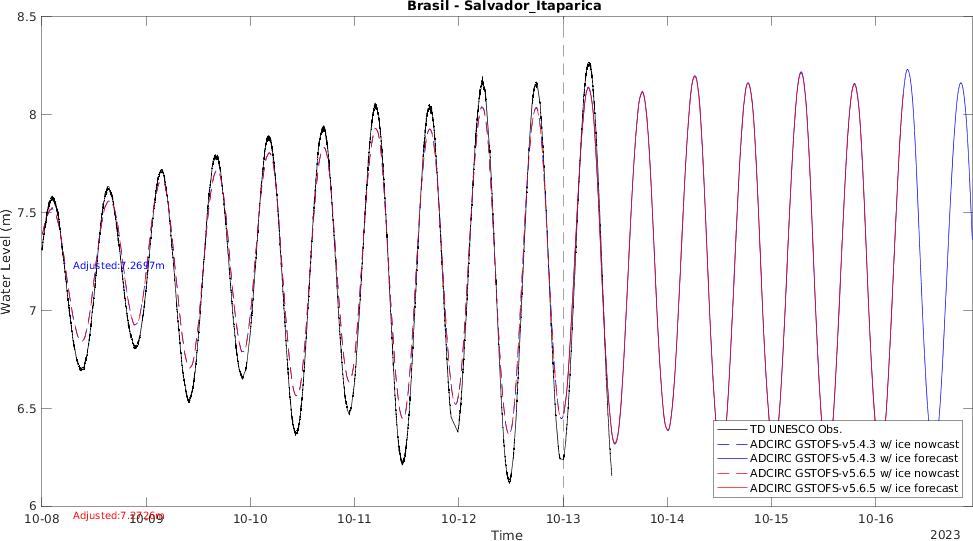 Brasil - Salvador_Itaparica
8.5
8
7.5
7
6.5
6
Water Level (m)
Adjusted:7.2697m
Adjusted:7.2726m
TD UNESCO Obs.
ADCIRC GSTOFS-v5.4.3 w/ ice nowcast
ADCIRC GSTOFS-v5.4.3 w/ ice forecast
ADCIRC GSTOFS-v5.6.5 w/ ice nowcast
ADCIRC GSTOFS-v5.6.5 w/ ice forecast
10-08 10-09 10-10 10-11 10-12 10-13 10-14 10-15 10-16
Time
2023